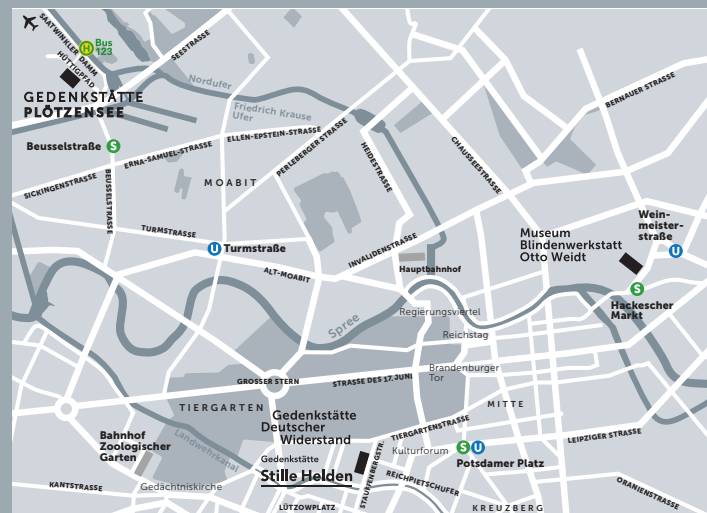 SAATWINKLER DAMM
H
Bus
123
HÜTTIGPFAD
SEESTRASSE
GEDENKSTÄTTE
PLÖTZENSEE
Nordufer
Friedrich Krause
Ufer
BERNAUER STRASSE
Beusselstraße S
ERNA-SAMUEL-STRASSE
ELLEN-EPSTEIN-STRASSE
PERLEBERGER STRASSE
HEIDESTRASSE
CHAUSSEESTRASSE
SICKINGENSTRASSE
BEUSSELSTRASSE
MOABIT
TURMSTRASSE
U Turmstraße
ALT-MOABIT
INVALIDENSTRASSE
Hauptbahnhof
Museum
Blindenwerkstatt
Otto Weidt
Wein-
meister-
straße
U
S
Hackescher
Markt
Spree
Regierungsviertel
Reichstag
Brandenburger
Tor
GROSSER STERN
STRASSE DES 17. JUNI
TIERGARTEN
MITTE
Gedenkstätte
Deutscher
Widerstand
TIERGARTENSTRASSE
LEIPZIGER STRASSE
Bahnhof
Zoologischer
Garten
Landwehrkanal
Gedenkstätte
Stille Helden
STAUFFENBERGSTR.
Kulturforum
S U
Potsdamer Platz
REICHPIETSCHUFER
KANTSTRASSE
Gedächtniskirche
LÜTZOWPLATZ
KREUZBERG
ORANIENSTRASSE